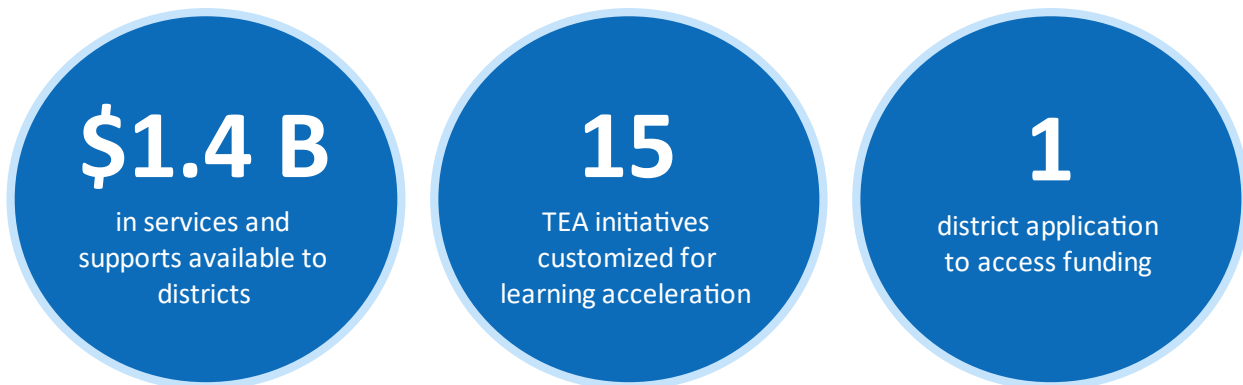 $1.4 B
in services and
supports available to
districts
15
TEA initiatives
customized for
learning acceleration
1
district application
to access funding